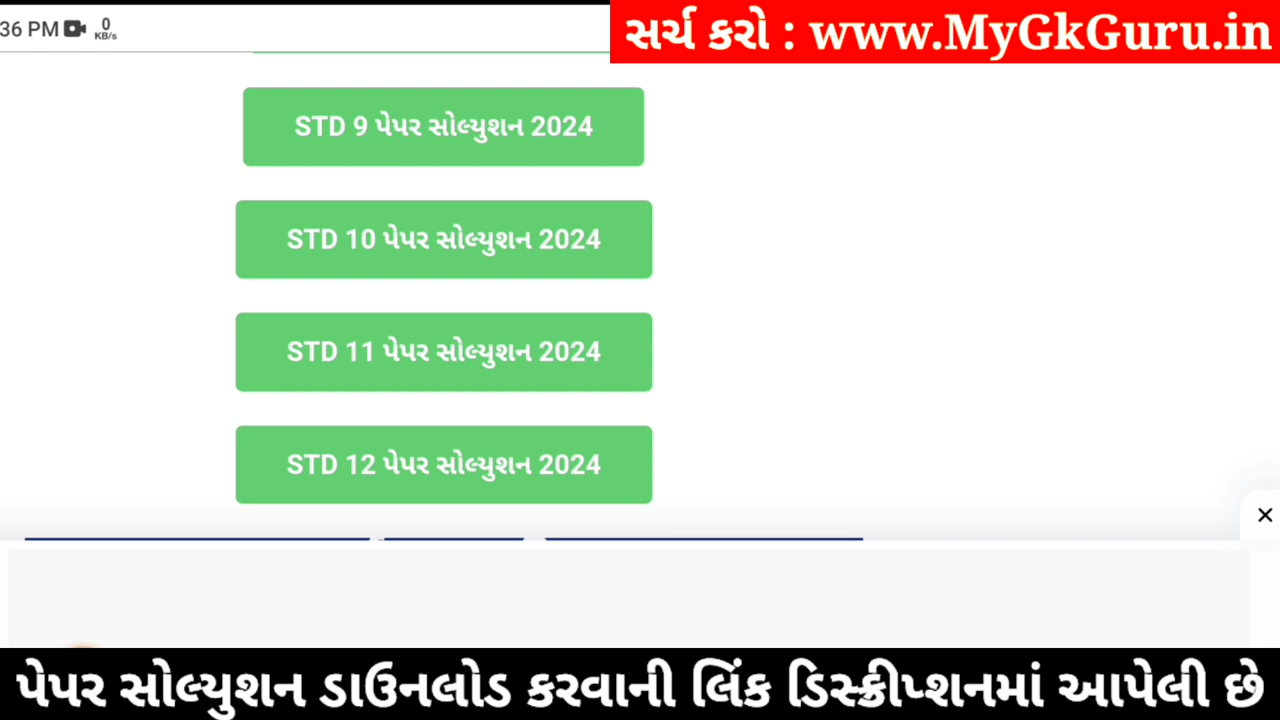 36 PM 0 KB/s
સર્ચ કરો : www.MyGkGuru.in
STD 9 પેપર સોલ્યુશન 2024
STD 10 પેપર સોલ્યુશન 2024
STD 11 પેપર સોલ્યુશન 2024
STD 12 પેપર સોલ્યુશન 2024
પેપર સોલ્યુશન ડાઉનલોડ કરવાની લિંક ડિસ્ક્રીપ્શનમાં આપેલી છે